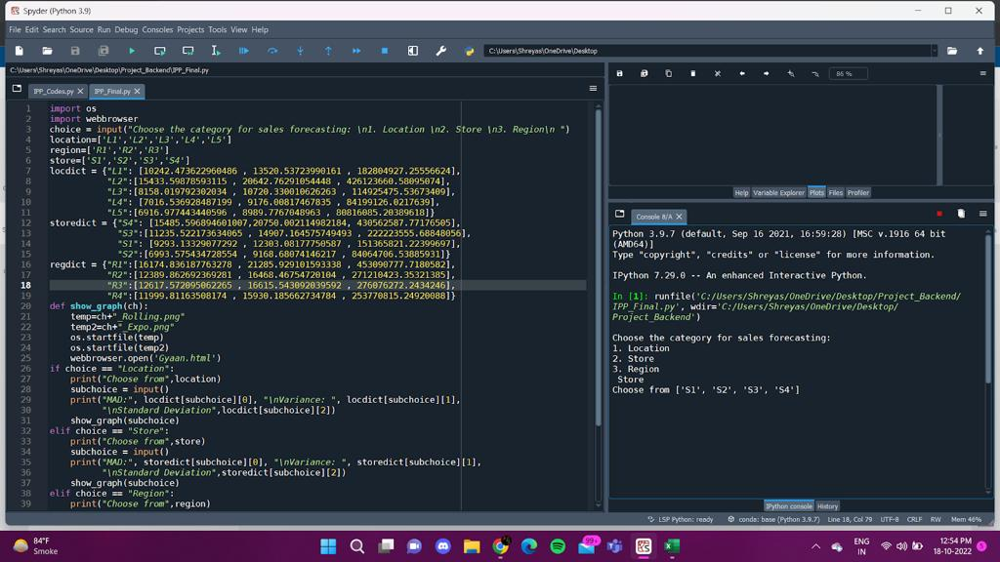 Spyder (Python 3.9)
File Edit Search Source Run Debug Consoles Projects Tools View Help
C:\Users\Shreyas\OneDrive\Desktop
C:\Users\Shreyas\OneDrive\Desktop\Project_Backend\IPP_Final.py
86 %
IPP_Codes.py IPP_Final.py
1 import os
2 import webbrowser
3 choice = input("Choose the category for sales forecasting: \n1. Location \n2. Store \n3. Region\n ")
4 location=['L1','L2','L3','L4','L5']
5 region=['R1','R2','R3']
6 store=['S1','S2','S3','S4']
7 locdict = {"L1": [10242.473622960486 , 13520.53723990161 , 182804927.25556624],
8 "L2":[15433.59878593115 , 20642.76291054448 , 426123660.58095074],
9 "L3":[8158.019792302034 , 10720.330010626263 , 114925475.53673409],
10 "L4": [7016.536920487199 , 9176.00817467835 , 84199126.0217639],
11 "L5":[6916.977443440596 , 8989.7767048963 , 80816085.20389618]}
12 storedict = {"S4": [15485.596894601007,20750.002114982184, 430562587.77176505],
13 "S3":[11235.522173634065 , 14907.164575749493 , 222223555.68848056],
14 "S1": [9293.13329077292 , 12303.08177750587 , 151365821.22399697],
15 "S2":[6993.575434728554 , 9168.68074146217 , 84064706.53885931]}
16 regdict = {"R1":[16174.836187763278 , 21285.929101593338 , 453090777.7180582],
17 "R2":[12389.862692369281 , 16468.46754720104 , 271210423.35321385],
18 "R3":[12617.572095062265 , 16615.543092039592 , 276076272.2434246],
19 "R4":[11999.81163508174 , 15930.185662734784 , 253770815.24920088]}
20 def show_graph(ch):
21 temp=ch+"_Rolling.png"
22 temp2=ch+"_Expo.png"
23 os.startfile(temp)
24 os.startfile(temp2)
25 webbrowser.open('Gyaan.html')
26 if choice == "Location":
27 print("Choose from",location)
28 subchoice = input()
29 print("MAD:", locdict[subchoice][0], "\nVariance: ", locdict[subchoice][1],
30 "\nStandard Deviation",locdict[subchoice][2])
31 show_graph(subchoice)
32 elif choice == "Store":
33 print("Choose from",store)
34 subchoice = input()
35 print("MAD:", storedict[subchoice][0], "\nVariance: ", storedict[subchoice][1],
36 "\nStandard Deviation",storedict[subchoice][2])
37 show_graph(subchoice)
38 elif choice == "Region":
39 print("Choose from",region)
Help Variable Explorer Plots Files Profiler
Console 8/A
Python 3.9.7 (default, Sep 16 2021, 16:59:28) [MSC v.1916 64 bit
(AMD64)]
Type "copyright", "credits" or "license" for more information.
IPython 7.29.0 -- An enhanced Interactive Python.
In [1]: runfile('C:/Users/Shreyas/OneDrive/Desktop/Project_Backend/
IPP_Final.py', wdir='C:/Users/Shreyas/OneDrive/Desktop/
Project_Backend')
Choose the category for sales forecasting:
1. Location
2. Store
3. Region
Store
Choose from ['S1', 'S2', 'S3', 'S4']
IPython console History
LSP Python: ready conda: base (Python 3.9.7) Line 18, Col 79 UTF-8 CRLF RW Mem 46%
84°F
Smoke
99+
ENG
IN
12:54 PM
18-10-2022
5